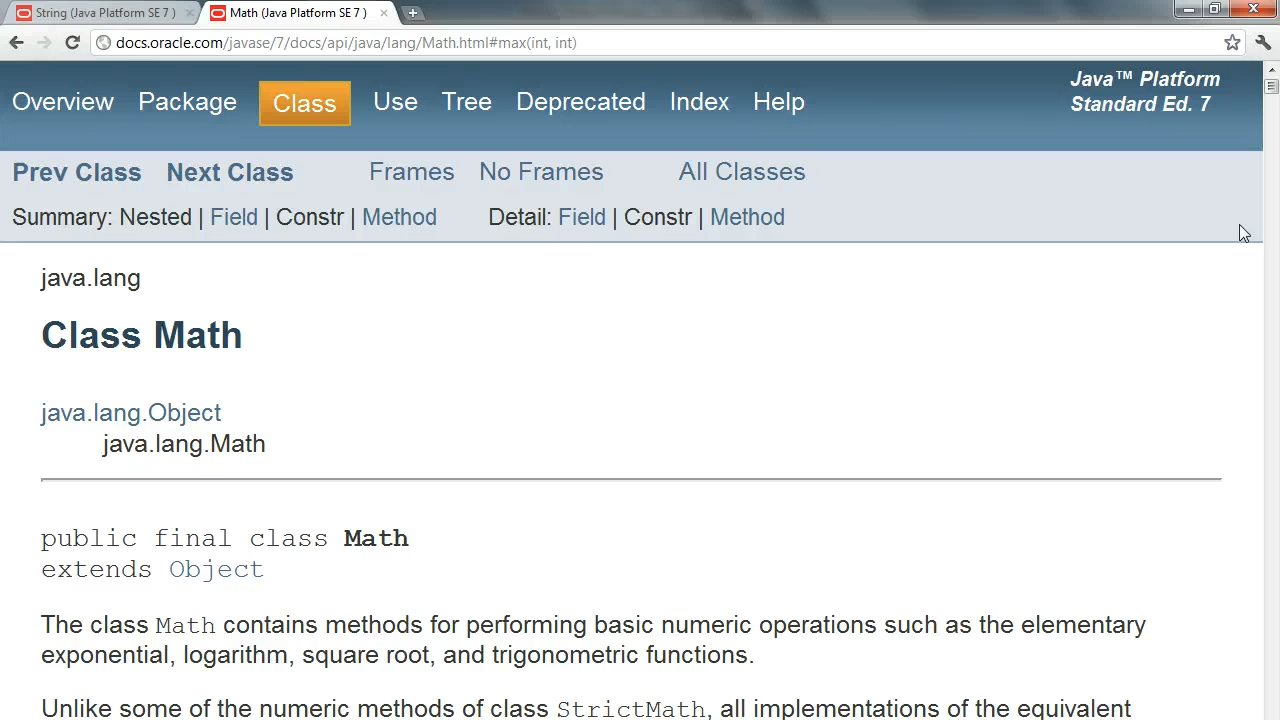 String (Java Platform SE 7 )
Math (Java Platform SE 7 )
docs.oracle.com/javase/7/docs/api/java/lang/Math.html#max(int, int)
Overview Package Class Use Tree Deprecated Index Help
Java™ Platform
Standard Ed. 7
Prev Class Next Class Frames No Frames All Classes
Summary: Nested | Field | Constr | Method Detail: Field | Constr | Method
java.lang
Class Math
java.lang.Object
java.lang.Math
public final class Math
extends Object
The class Math contains methods for performing basic numeric operations such as the elementary
exponential, logarithm, square root, and trigonometric functions.
Unlike some of the numeric methods of class StrictMath, all implementations of the equivalent